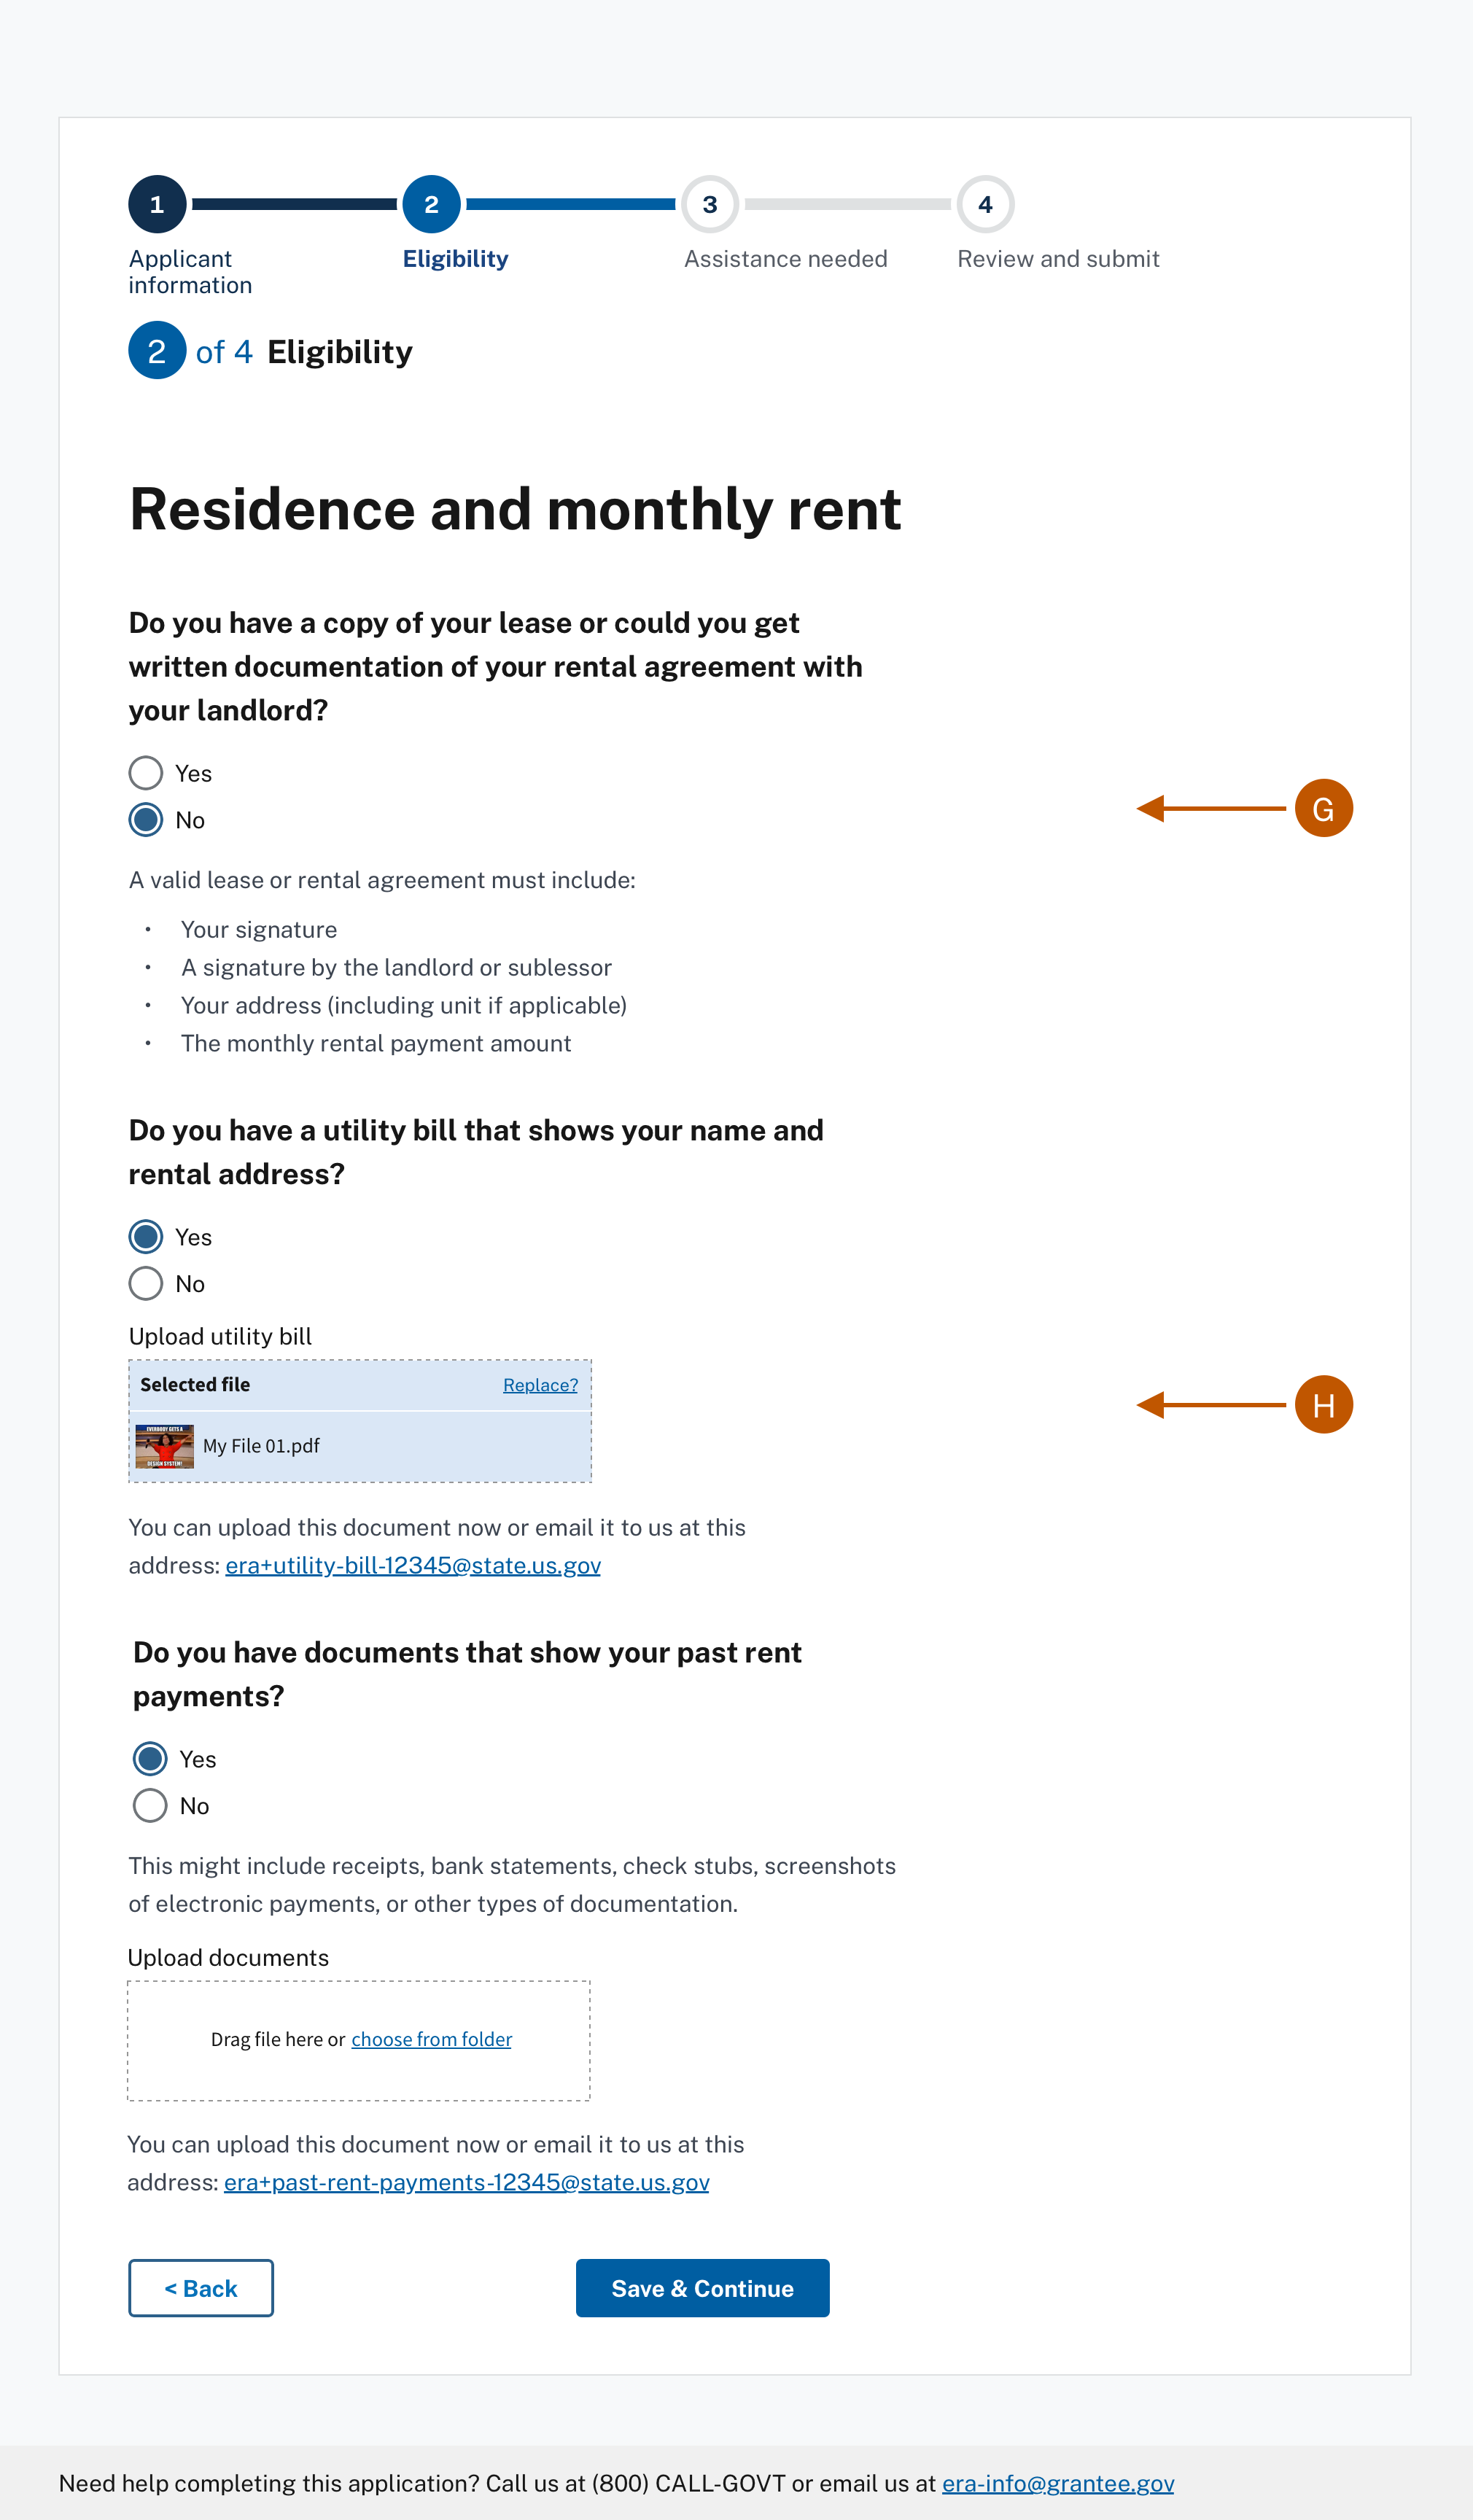 1
2
3
4
Applicant
information
Eligibility
Assistance needed
Review and submit
2 of 4 Eligibility
Residence and monthly rent
Do you have a copy of your lease or could you get
written documentation of your rental agreement with
your landlord?
Yes
No
G
A valid lease or rental agreement must include:
• Your signature
• A signature by the landlord or sublessor
• Your address (including unit if applicable)
• The monthly rental payment amount
Do you have a utility bill that shows your name and
rental address?
Yes
No
Upload utility bill
Selected file Replace?
H
EVERYBODY GETS A
DESIGN SYSTEM!
My File 01.pdf
You can upload this document now or email it to us at this
address: era+utility-bill-12345@state.us.gov
Do you have documents that show your past rent
payments?
Yes
No
This might include receipts, bank statements, check stubs, screenshots
of electronic payments, or other types of documentation.
Upload documents
Drag file here or choose from folder
You can upload this document now or email it to us at this
address: era+past-rent-payments-12345@state.us.gov
< Back
Save & Continue
Need help completing this application? Call us at (800) CALL-GOVT or email us at era-info@grantee.gov